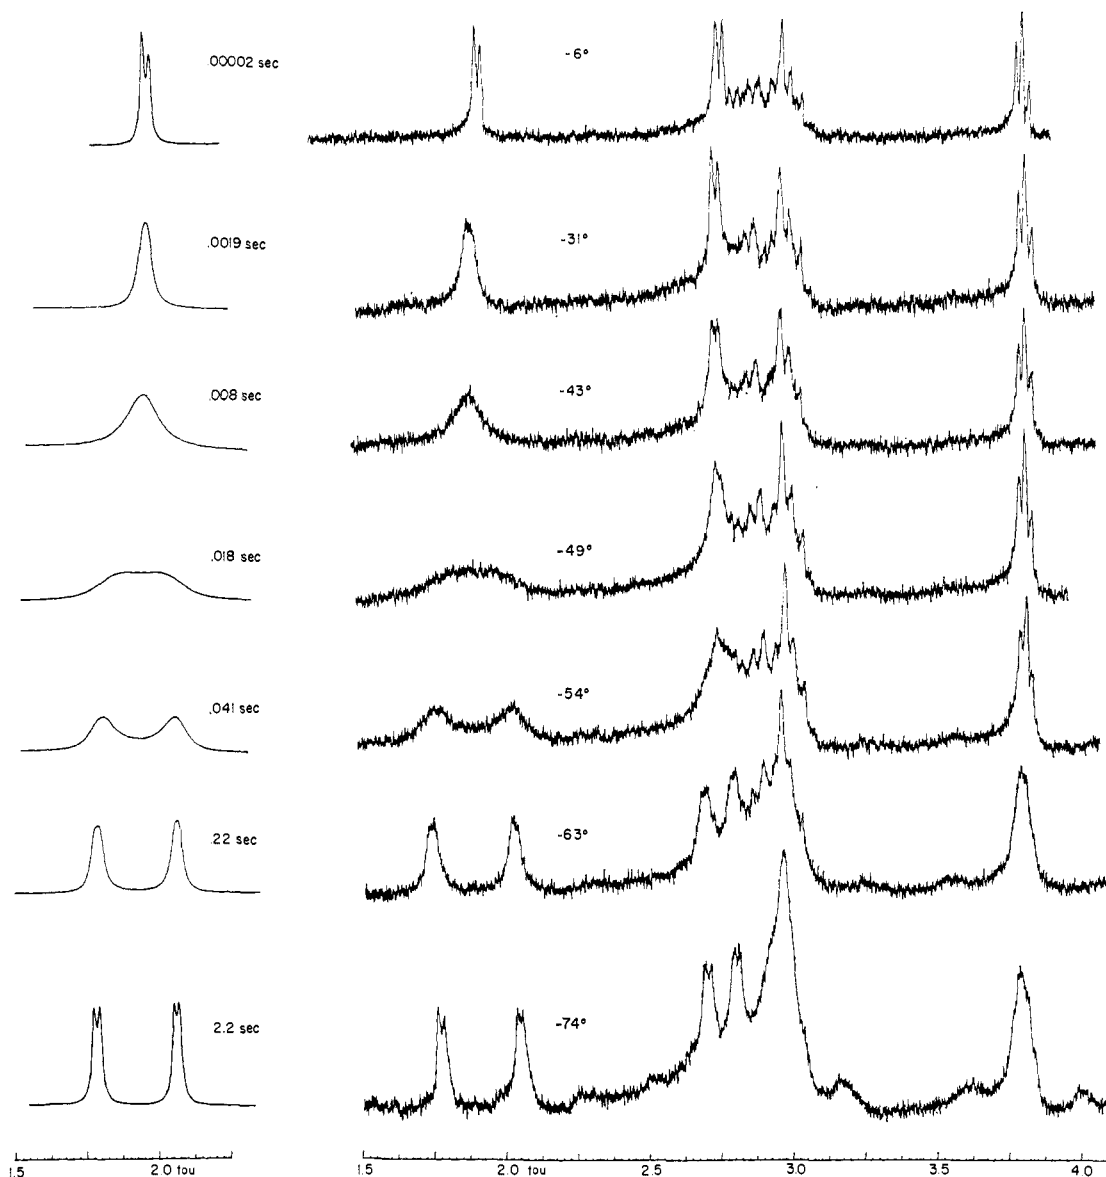 .00002 sec
-6°
.0019 sec
-31°
.008 sec
-43°
.018 sec
-49°
.041 sec
-54°
.22 sec
-63°
2.2 sec
-74°
1.5 2.0 tau
1.5 2.0 tau 2.5 3.0 3.5 4.0